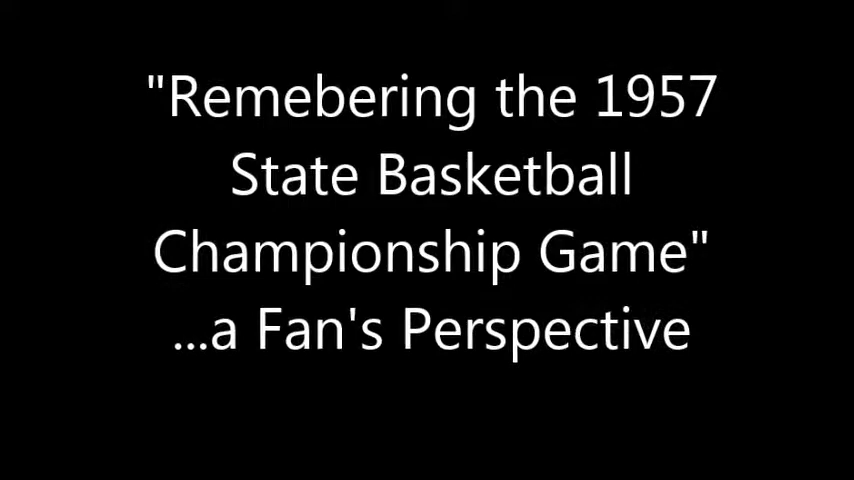 "Remebering the 1957
State Basketball
Championship Game"
...a Fan's Perspective